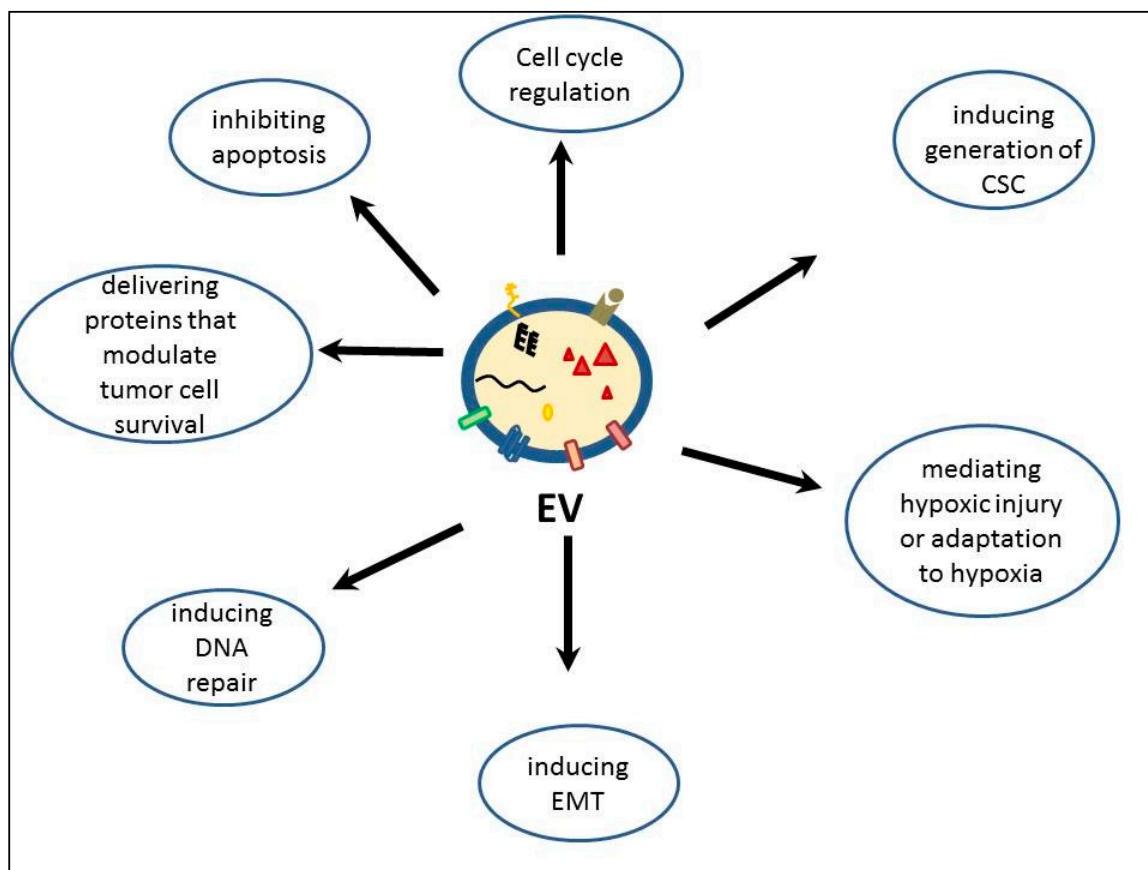 Cell cycle
regulation
inhibiting
apoptosis
inducing
generation of
CSC
delivering
proteins that
modulate
tumor cell
survival
EV
mediating
hypoxic injury
or adaptation
to hypoxia
inducing
DNA
repair
inducing
EMT